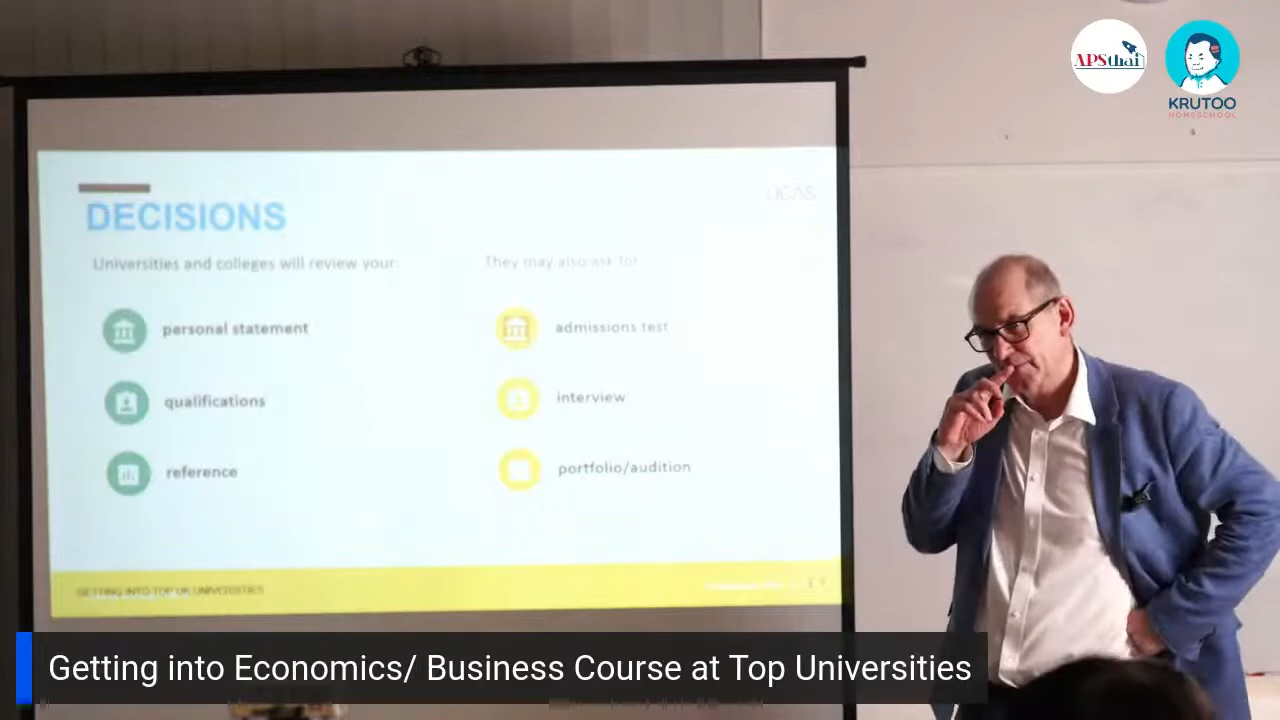 APSthai
KRUTOO
HOMESCHOOL
DECISIONS
UCAS
Universities and colleges will review your:
They may also ask for
personal statement
admissions test
qualifications
interview
reference
portfolio/audition
GETTING INTO TOP UK UNIVERSITIES
Getting into Economics/ Business Course at Top Universities